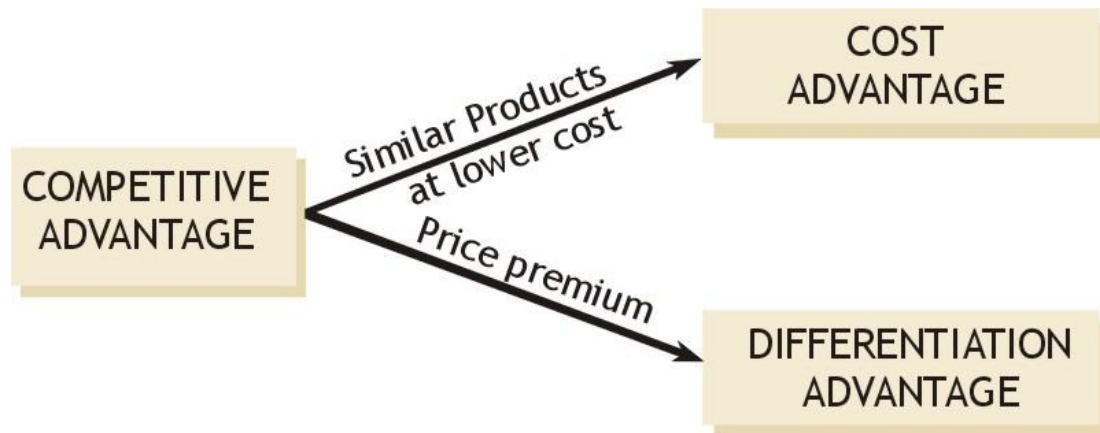 COMPETITIVE
ADVANTAGE
Similar Products
at lower cost
COST
ADVANTAGE
Price premium
DIFFERENTIATION
ADVANTAGE